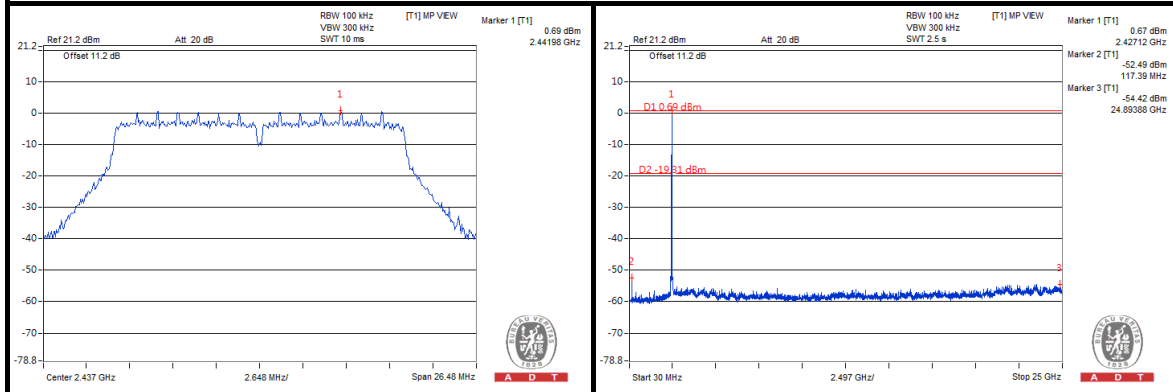 RBW 100 kHz [T1] MP VIEW
VBW 300 kHz
Ref 21.2 dBm Att 20 dB SWT 10 ms
Marker 1 [T1]
0.69 dBm
2.44198 GHz
21.2
Offset 11.2 dB
10
0
-10
-20
-30
-40
-50
-60
-70
-78.8
1
Center 2.437 GHz 2.648 MHz/ Span 26.48 MHz
BUREAU VERITAS
1828
A D T
RBW 100 kHz [T1] MP VIEW
VBW 300 kHz
Ref 21.2 dBm Att 20 dB SWT 2.5 s
Marker 1 [T1]
0.67 dBm
2.42712 GHz
Marker 2 [T1]
-52.49 dBm
117.39 MHz
Marker 3 [T1]
-54.42 dBm
24.89388 GHz
21.2
Offset 11.2 dB
10
0
-10
-20
-30
-40
-50
-60
-70
-78.8
1
D1 0.69 dBm
D2 -19.31 dBm
2
3
Start 30 MHz 2.497 GHz/ Stop 25 GHz
BUREAU VERITAS
1828
A D T